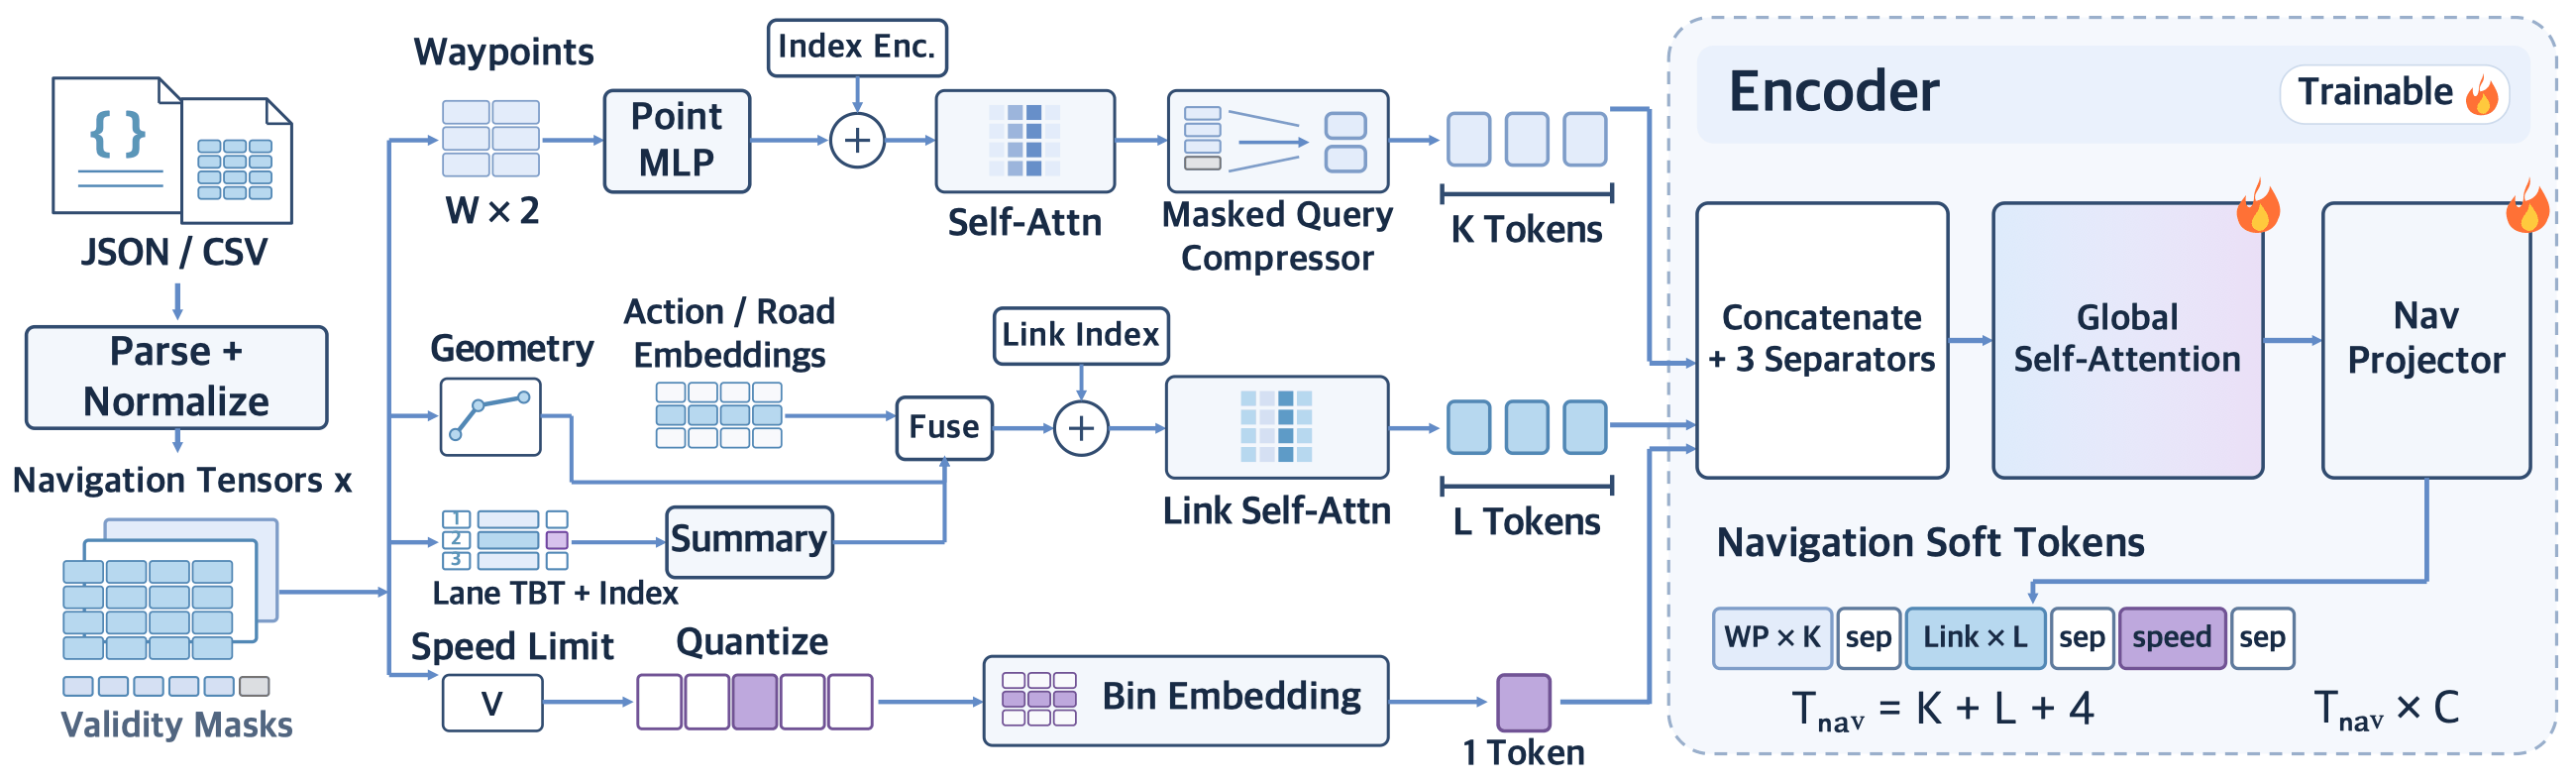 { }
JSON / CSV
Parse +
Normalize
Navigation Tensors x
Validity Masks
Waypoints
W × 2
Point
MLP
Index Enc.
+
Self-Attn
Masked Query
Compressor
K Tokens
Geometry
Action / Road
Embeddings
Fuse
Link Index
+
Link Self-Attn
L Tokens
1
2
3
Lane TBT + Index
Summary
Speed Limit
V
Quantize
Bin Embedding
1 Token
Encoder
Trainable
Concatenate
+ 3 Separators
Global
Self-Attention
Nav
Projector
Navigation Soft Tokens
WP × K sep Link × L sep speed sep
T_nav = K + L + 4
T_nav × C